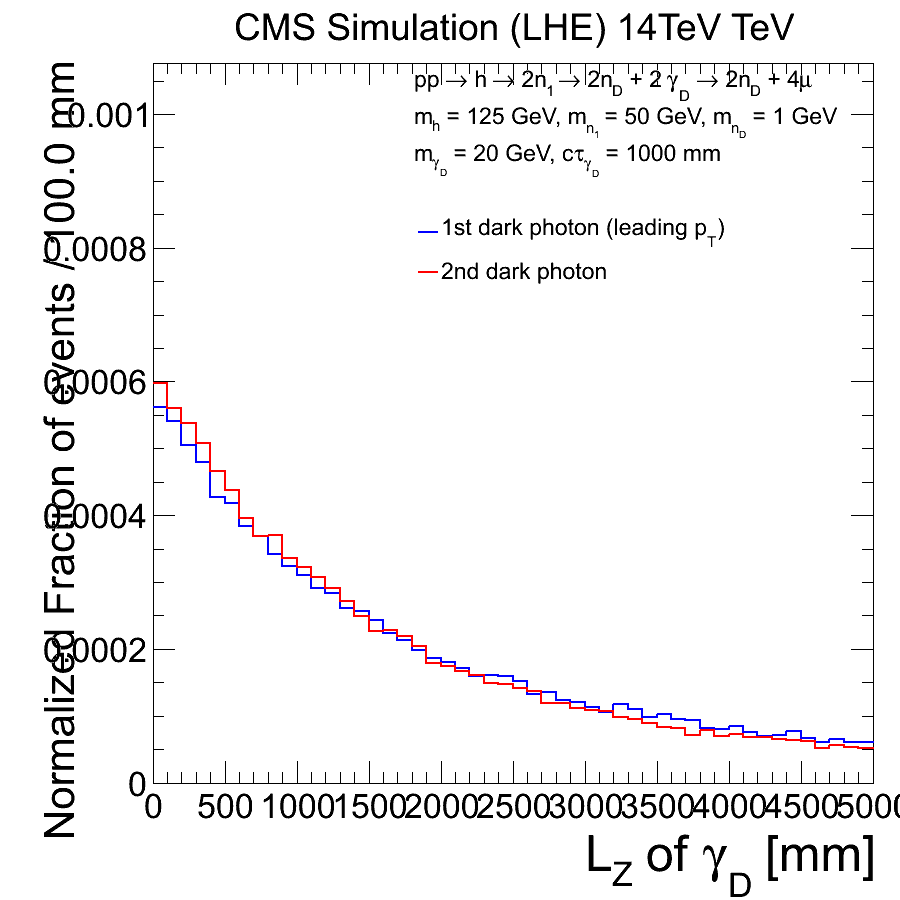 CMS Simulation (LHE) 14TeV TeV
pp → h → 2n1 → 2nD + 2 γD → 2nD + 4μ
mh = 125 GeV, mn1 = 50 GeV, mnD = 1 GeV
mγD = 20 GeV, cτγD = 1000 mm
1st dark photon (leading pT)
2nd dark photon
Normalized Fraction of events / 100.0 mm
0.001
0.0008
0.0006
0.0004
0.0002
0
0 500 1000 1500 2000 2500 3000 3500 4000 4500 5000
LZ of γD [mm]